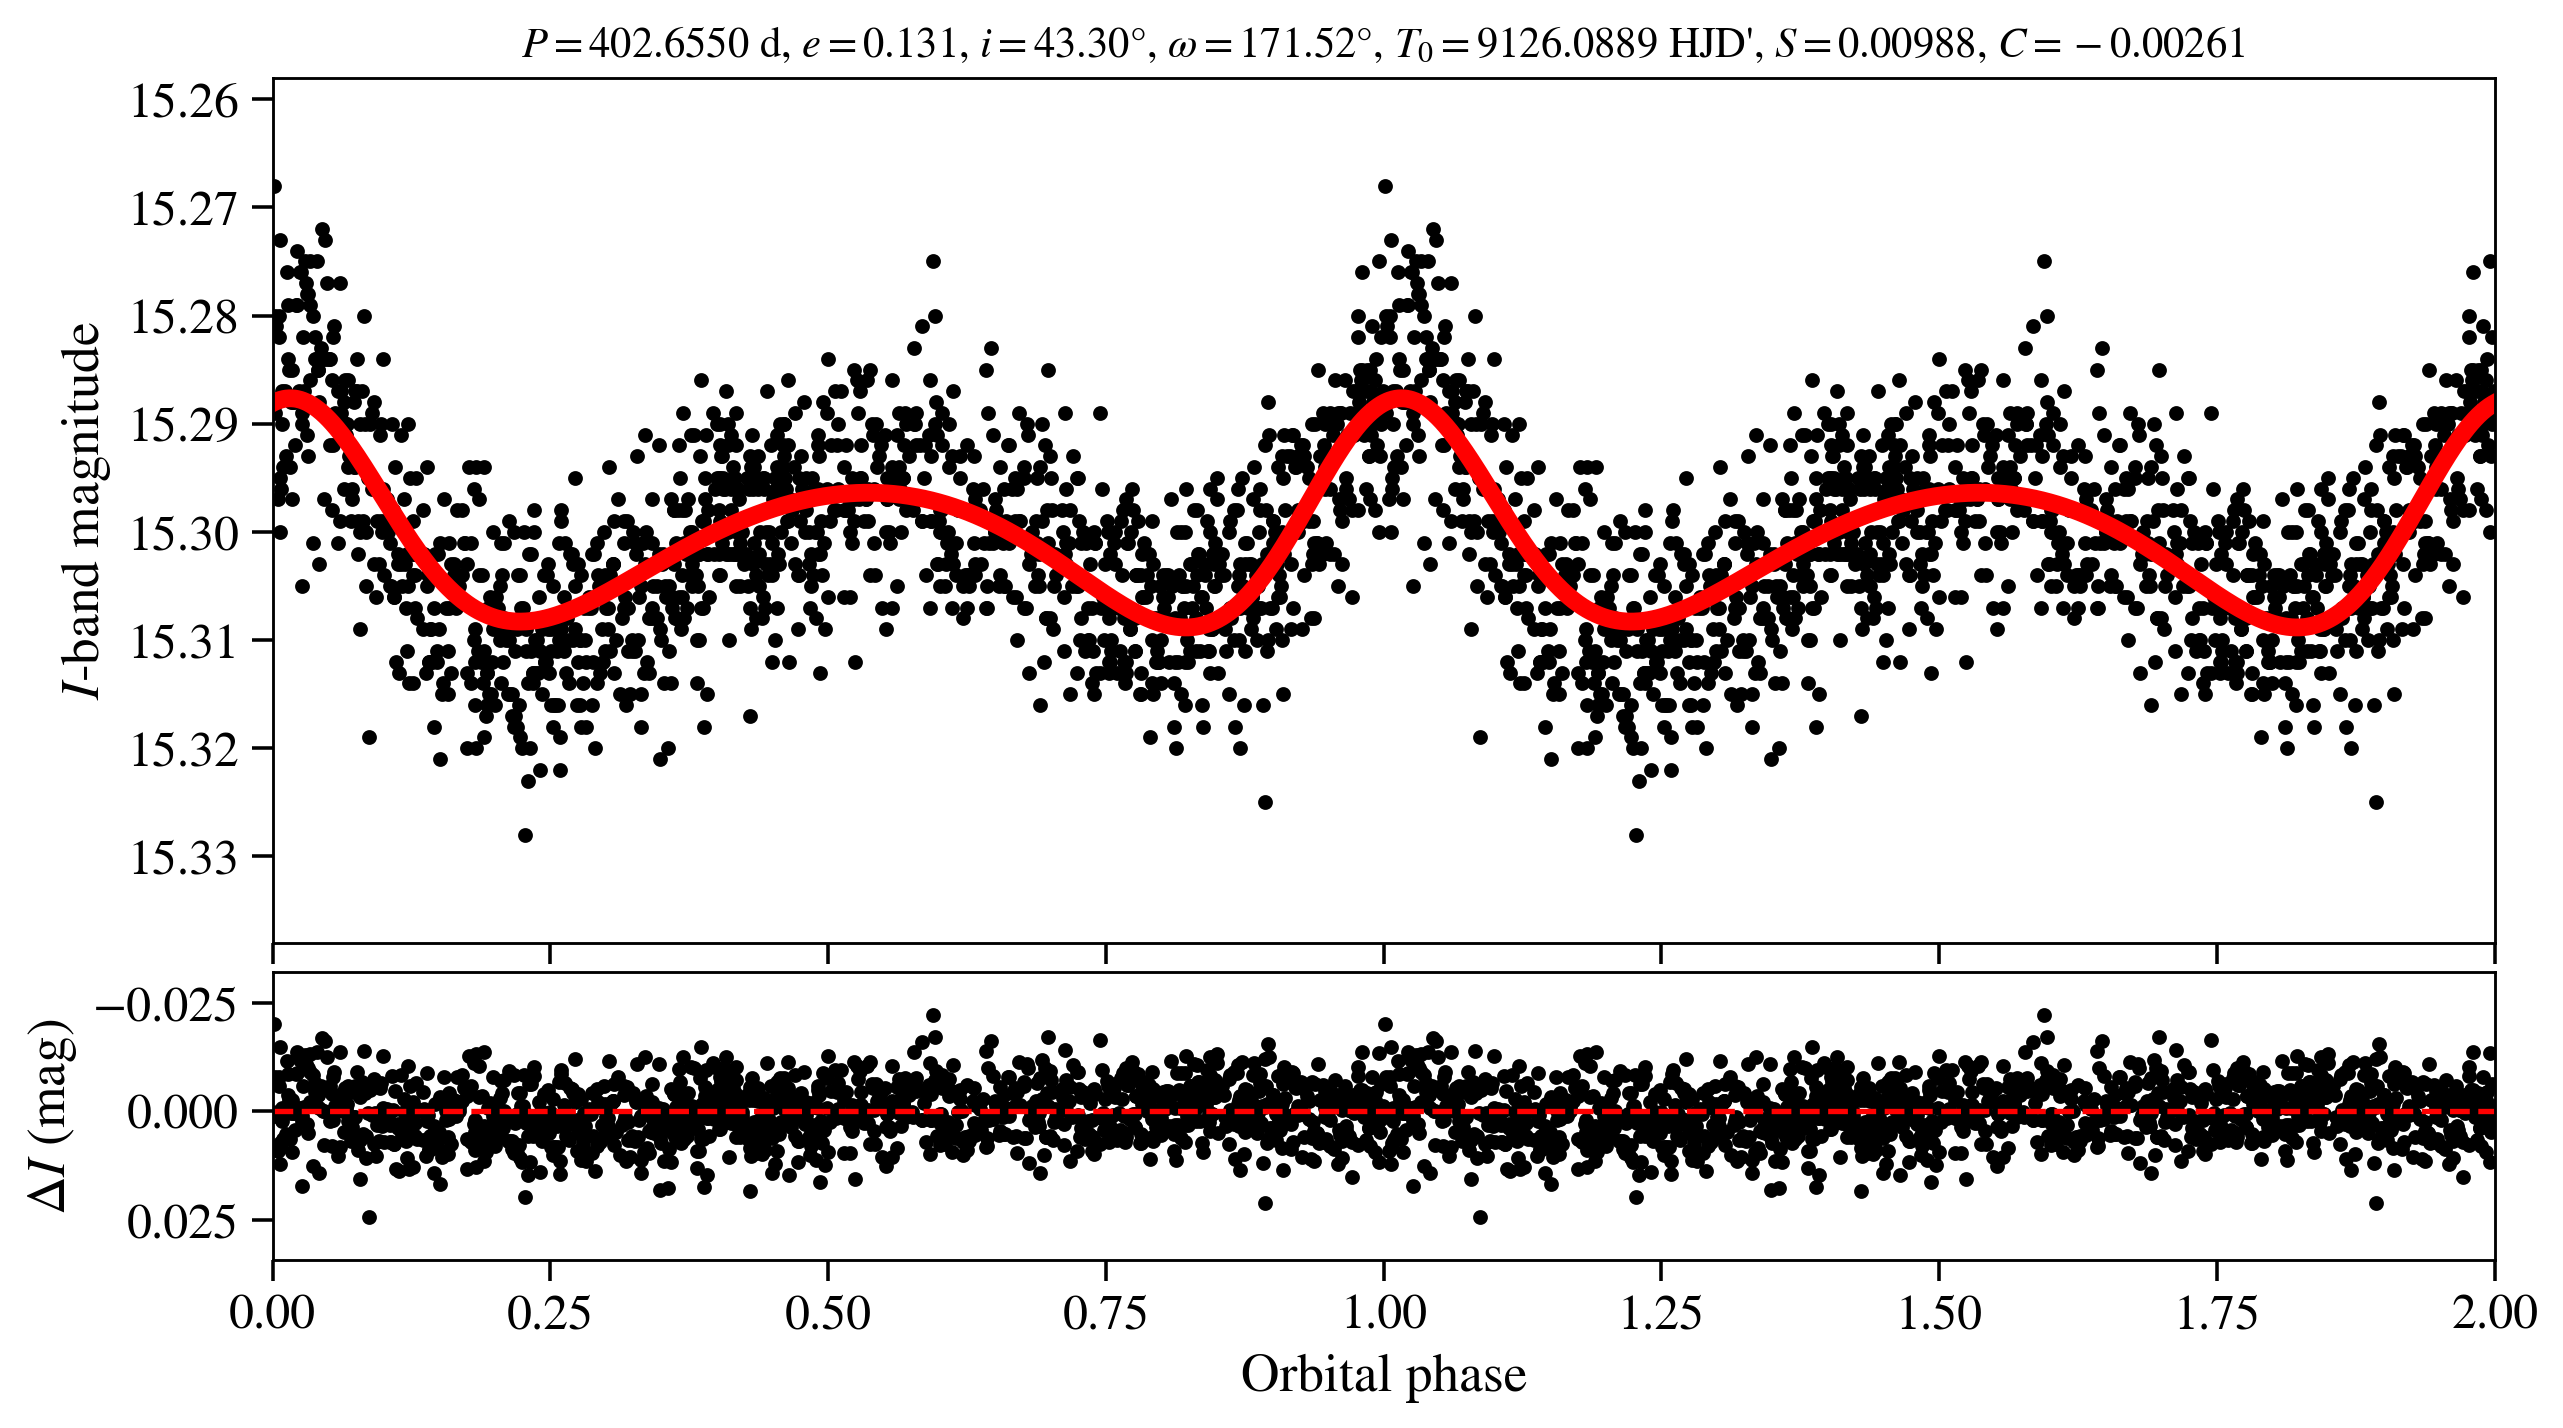 P = 402.6550 d, e = 0.131, i = 43.30°, ω = 171.52°, T₀ = 9126.0889 HJD', S = 0.00988, C = −0.00261
15.26
15.27
15.28
15.29
15.30
15.31
15.32
15.33
I-band magnitude
−0.025
0.000
0.025
ΔI (mag)
0.00 0.25 0.50 0.75 1.00 1.25 1.50 1.75 2.00
Orbital phase